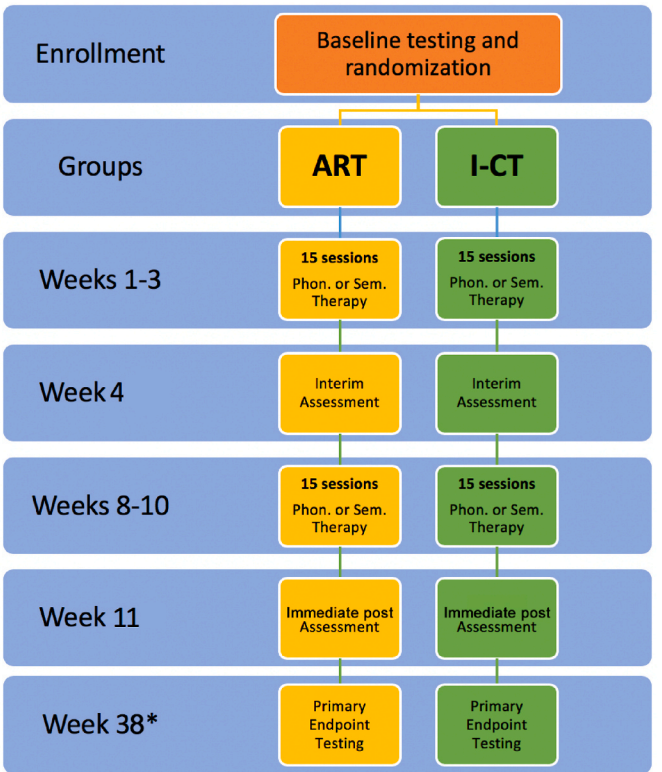 Enrollment
Baseline testing and
randomization
Groups
ART
I-CT
Weeks 1-3
15 sessions
Phon. or Sem.
Therapy
15 sessions
Phon. or Sem.
Therapy
Week 4
Interim
Assessment
Interim
Assessment
Weeks 8-10
15 sessions
Phon. or Sem.
Therapy
15 sessions
Phon. or Sem.
Therapy
Week 11
Immediate post
Assessment
Immediate post
Assessment
Week 38*
Primary
Endpoint
Testing
Primary
Endpoint
Testing